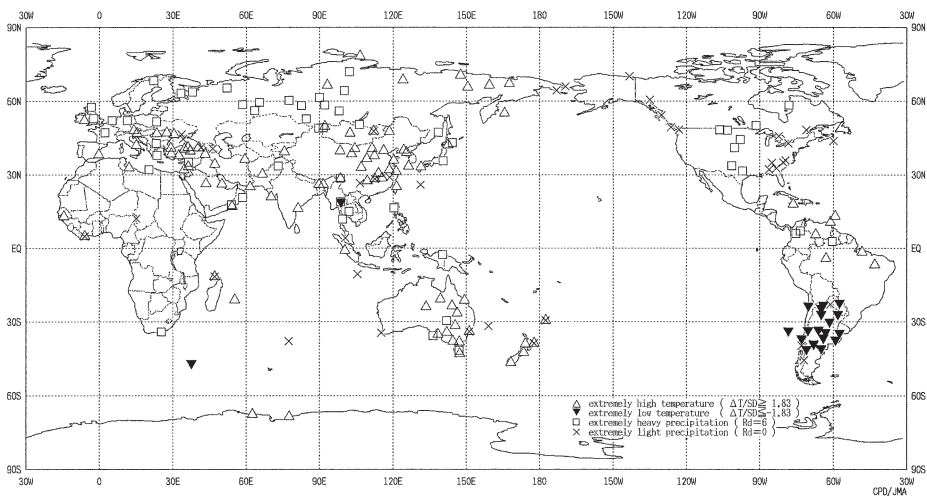 30W 0 30E 60E 90E 120E 150E 180 150W 120W 90W 60W 30W
90N 90N
60N 60N
30N 30N
EQ EQ
30S 30S
60S 60S
△ extremely high temperature ( △T/SD≧ 1.83 )
▼ extremely low temperature ( △T/SD≦-1.83 )
□ extremely heavy precipitation ( Rd=6 )
× extremely light precipitation ( Rd=0 )
90S 90S
30W 0 30E 60E 90E 120E 150E 180 150W 120W 90W 60W 30W
CPD/JMA